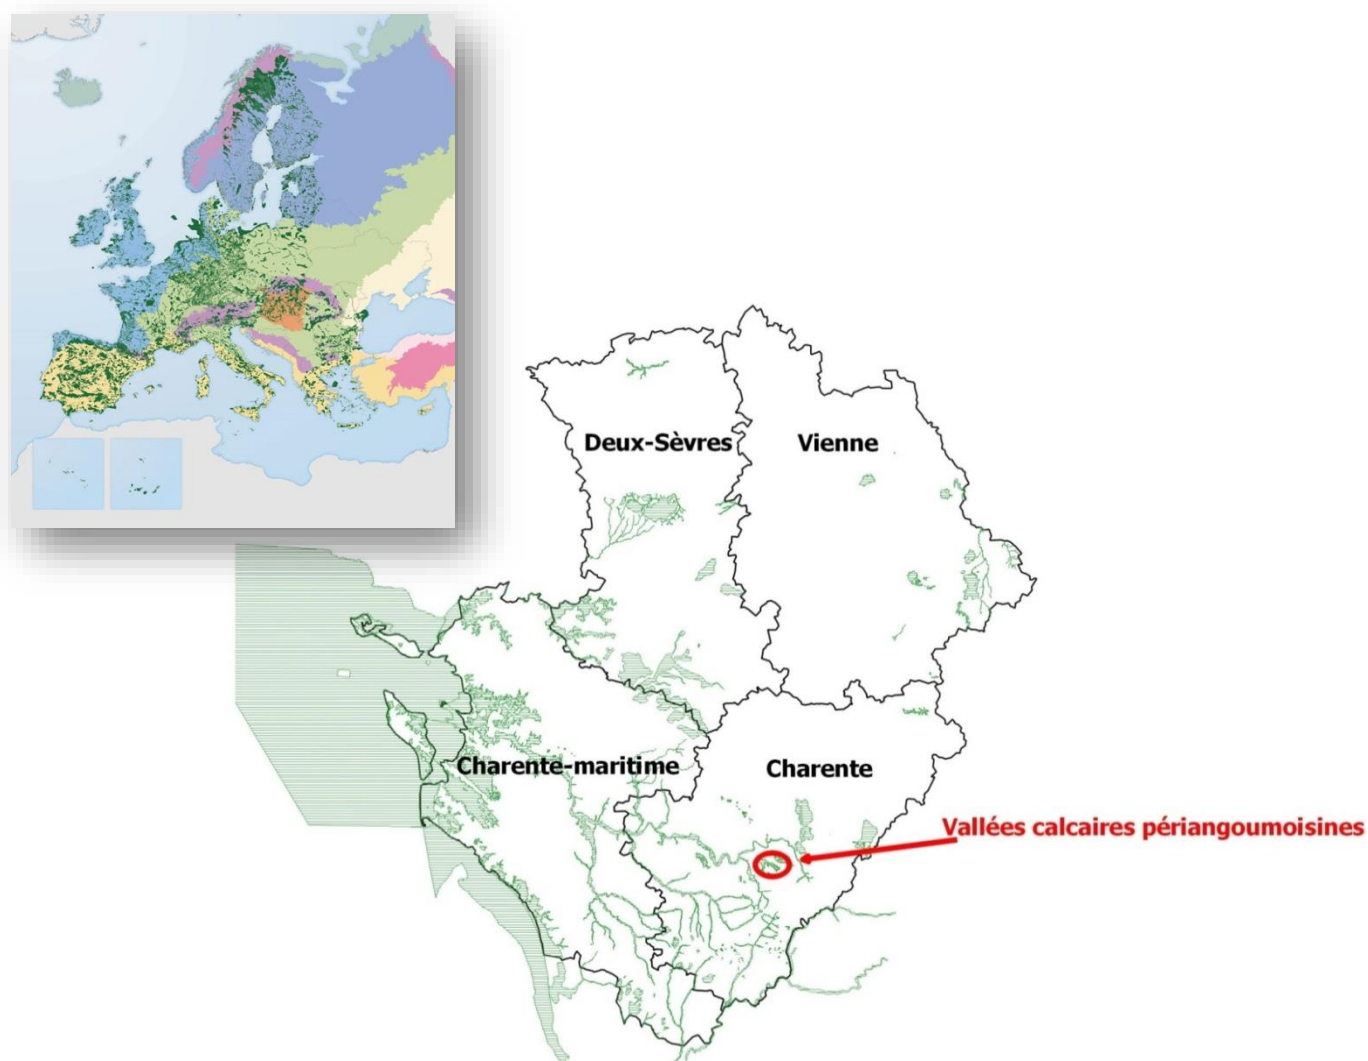 Deux-Sèvres
Vienne
Charente-maritime
Charente
Vallées calcaires périangoumoisines